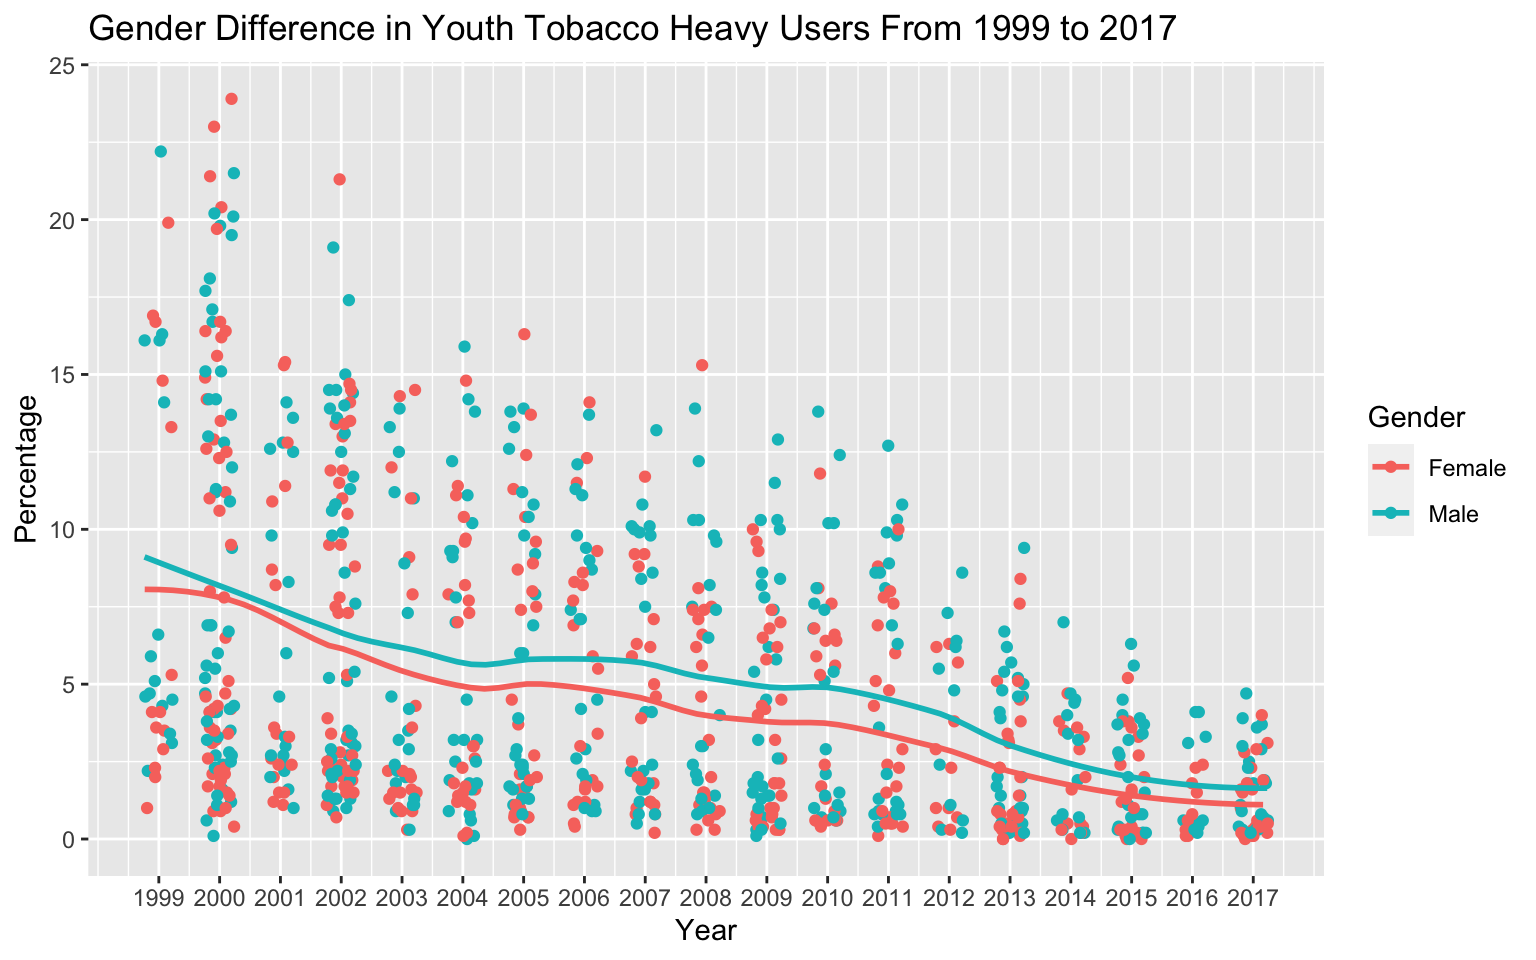 Gender Difference in Youth Tobacco Heavy Users From 1999 to 2017
25
20
15
10
5
0
Percentage
1999 2000 2001 2002 2003 2004 2005 2006 2007 2008 2009 2010 2011 2012 2013 2014 2015 2016 2017
Year
Gender
Female
Male